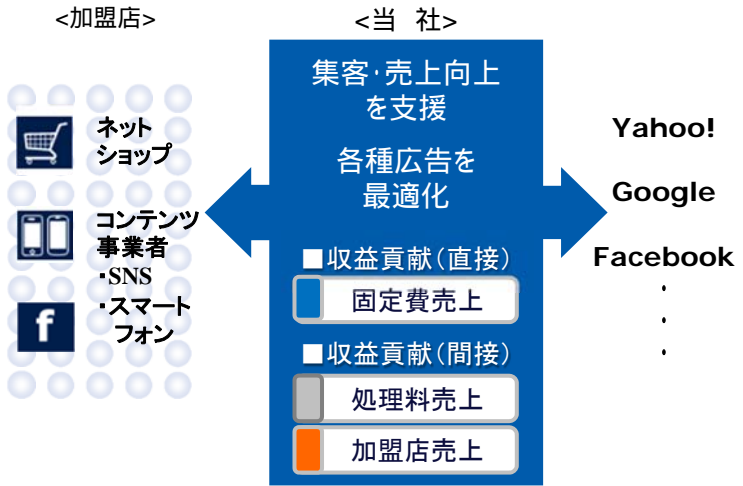 <加盟店>
ネット
ショップ
コンテンツ
事業者
・SNS
・スマート
フォン
f
<当 社>
集客・売上向上
を支援
各種広告を
最適化
■収益貢献（直接）
固定費売上
■収益貢献（間接）
処理料売上
加盟店売上
Yahoo!
Google
Facebook
・
・
・